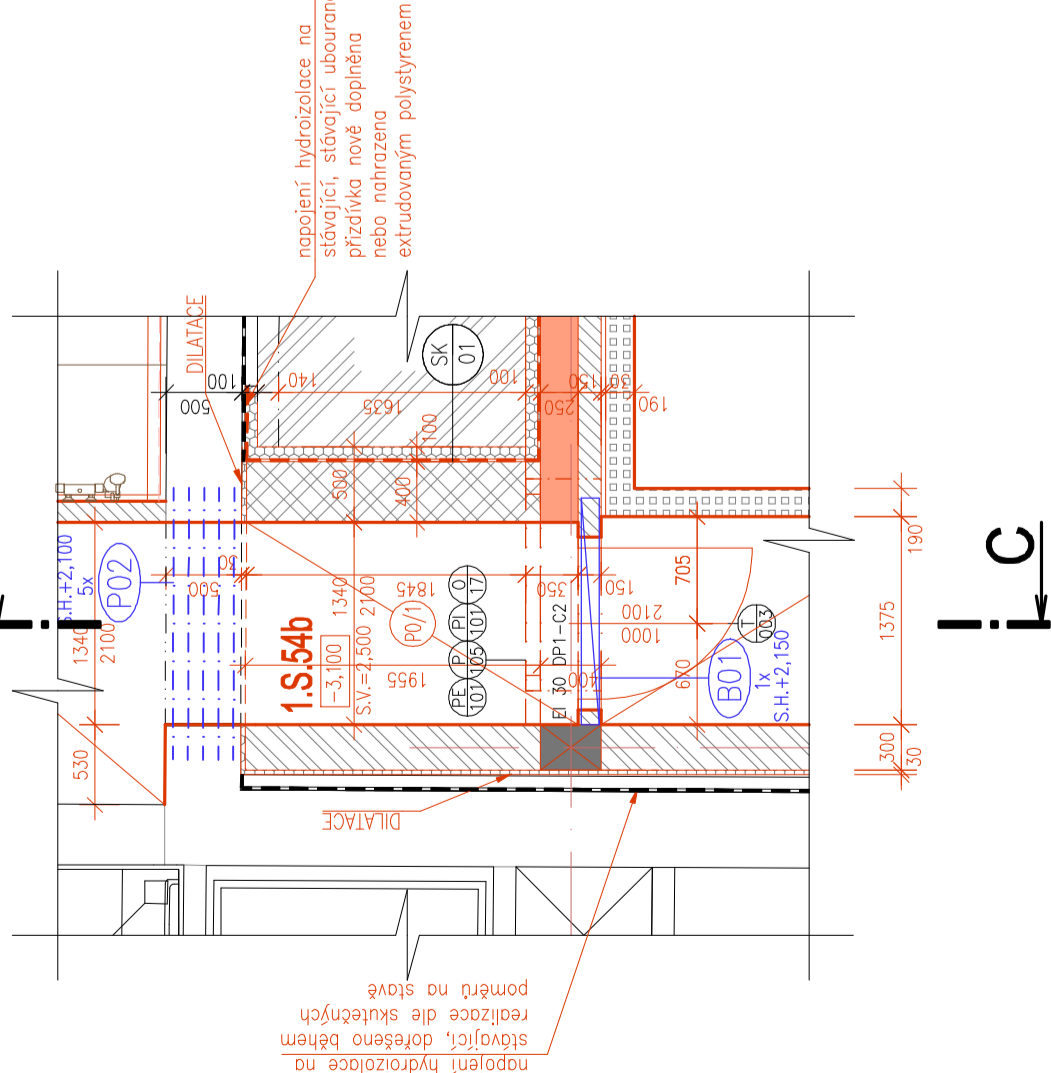 napojení hydroizolace na
stávající, stávající ubouraná
přizdívka nově doplněna
nebo nahrazena
extrudovaným polystyrenem
DILATACE
500
100
140
1635
100
250
150
30
190
SK
01
100
500
400
S.H.+2,100
5x
P02
1340
2100
530
500
1340
2100
1845
350
150
1.S.54b
-3,100
S.V.=2,500
P0/1
1955
400
PE
101
P
105
PI
101
O
17
EI 30 DP1-C2
2100
1000
705
670
T
003
B01
1x
S.H.+2,150
190
1375
300
30
C
DILATACE
napojení hydroizolace na
stávající, dořešeno během
realizace dle skutečných
poměrů na stavě